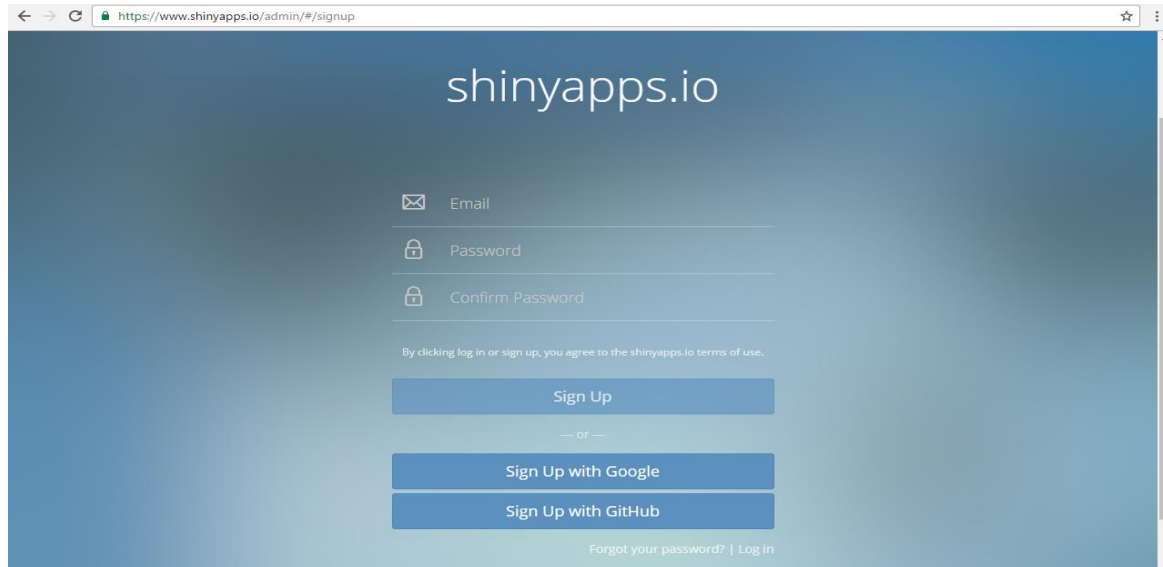 https://www.shinyapps.io/admin/#/signup
shinyapps.io
Email
Password
Confirm Password
By clicking log in or sign up, you agree to the shinyapps.io terms of use.
Sign Up
— or —
Sign Up with Google
Sign Up with GitHub
Forgot your password? | Log in